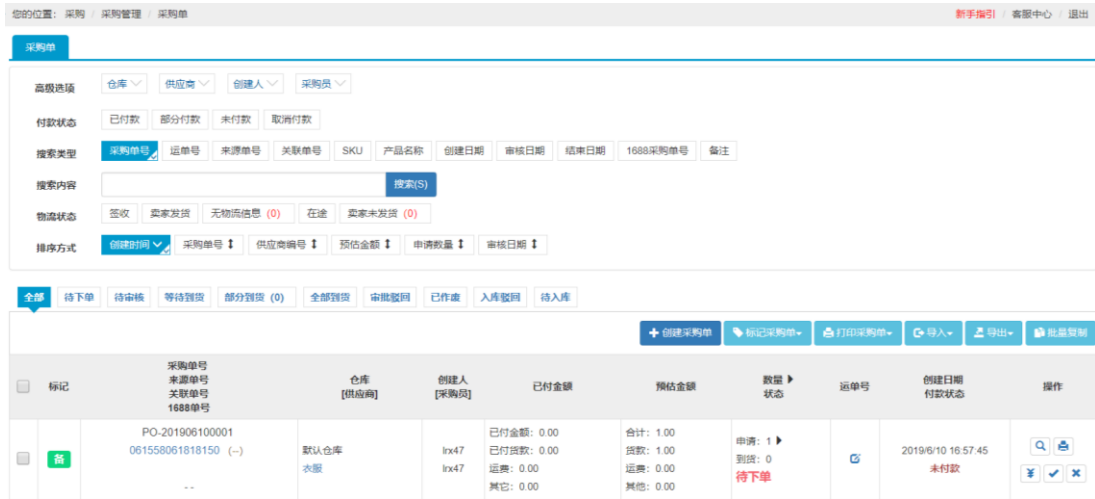 您的位置： 采购 / 采购管理 / 采购单 新手指引 / 客服中心 / 退出
采购单
高级选项 仓库 供应商 创建人 采购员
付款状态 已付款 部分付款 未付款 取消付款
搜索类型 采购单号 运单号 来源单号 关联单号 SKU 产品名称 创建日期 审核日期 结束日期 1688采购单号 备注
搜索内容 搜索(S)
物流状态 签收 卖家发货 无物流信息 (0) 在途 卖家未发货 (0)
排序方式 创建时间 采购单号 供应商编号 预估金额 申请数量 审核日期
全部 待下单 待审核 等待到货 部分到货 (0) 全部到货 审批驳回 已作废 入库驳回 待入库
创建采购单 标记采购单 打印采购单 导入 导出 批量复制
标记
采购单号
来源单号
关联单号
1688单号
仓库
[供应商]
创建人
[采购员]
已付金额
预估金额
数量
状态
运单号
创建日期
付款状态
操作
备
PO-201906100001
061558061818150 (--)
--
默认仓库
衣服
lrx47
lrx47
已付金额：0.00
已付货款：0.00
运费：0.00
其它：0.00
合计：1.00
货款：1.00
运费：0.00
其他：0.00
申请：1
到货：0
待下单
2019/6/10 16:57:45
未付款